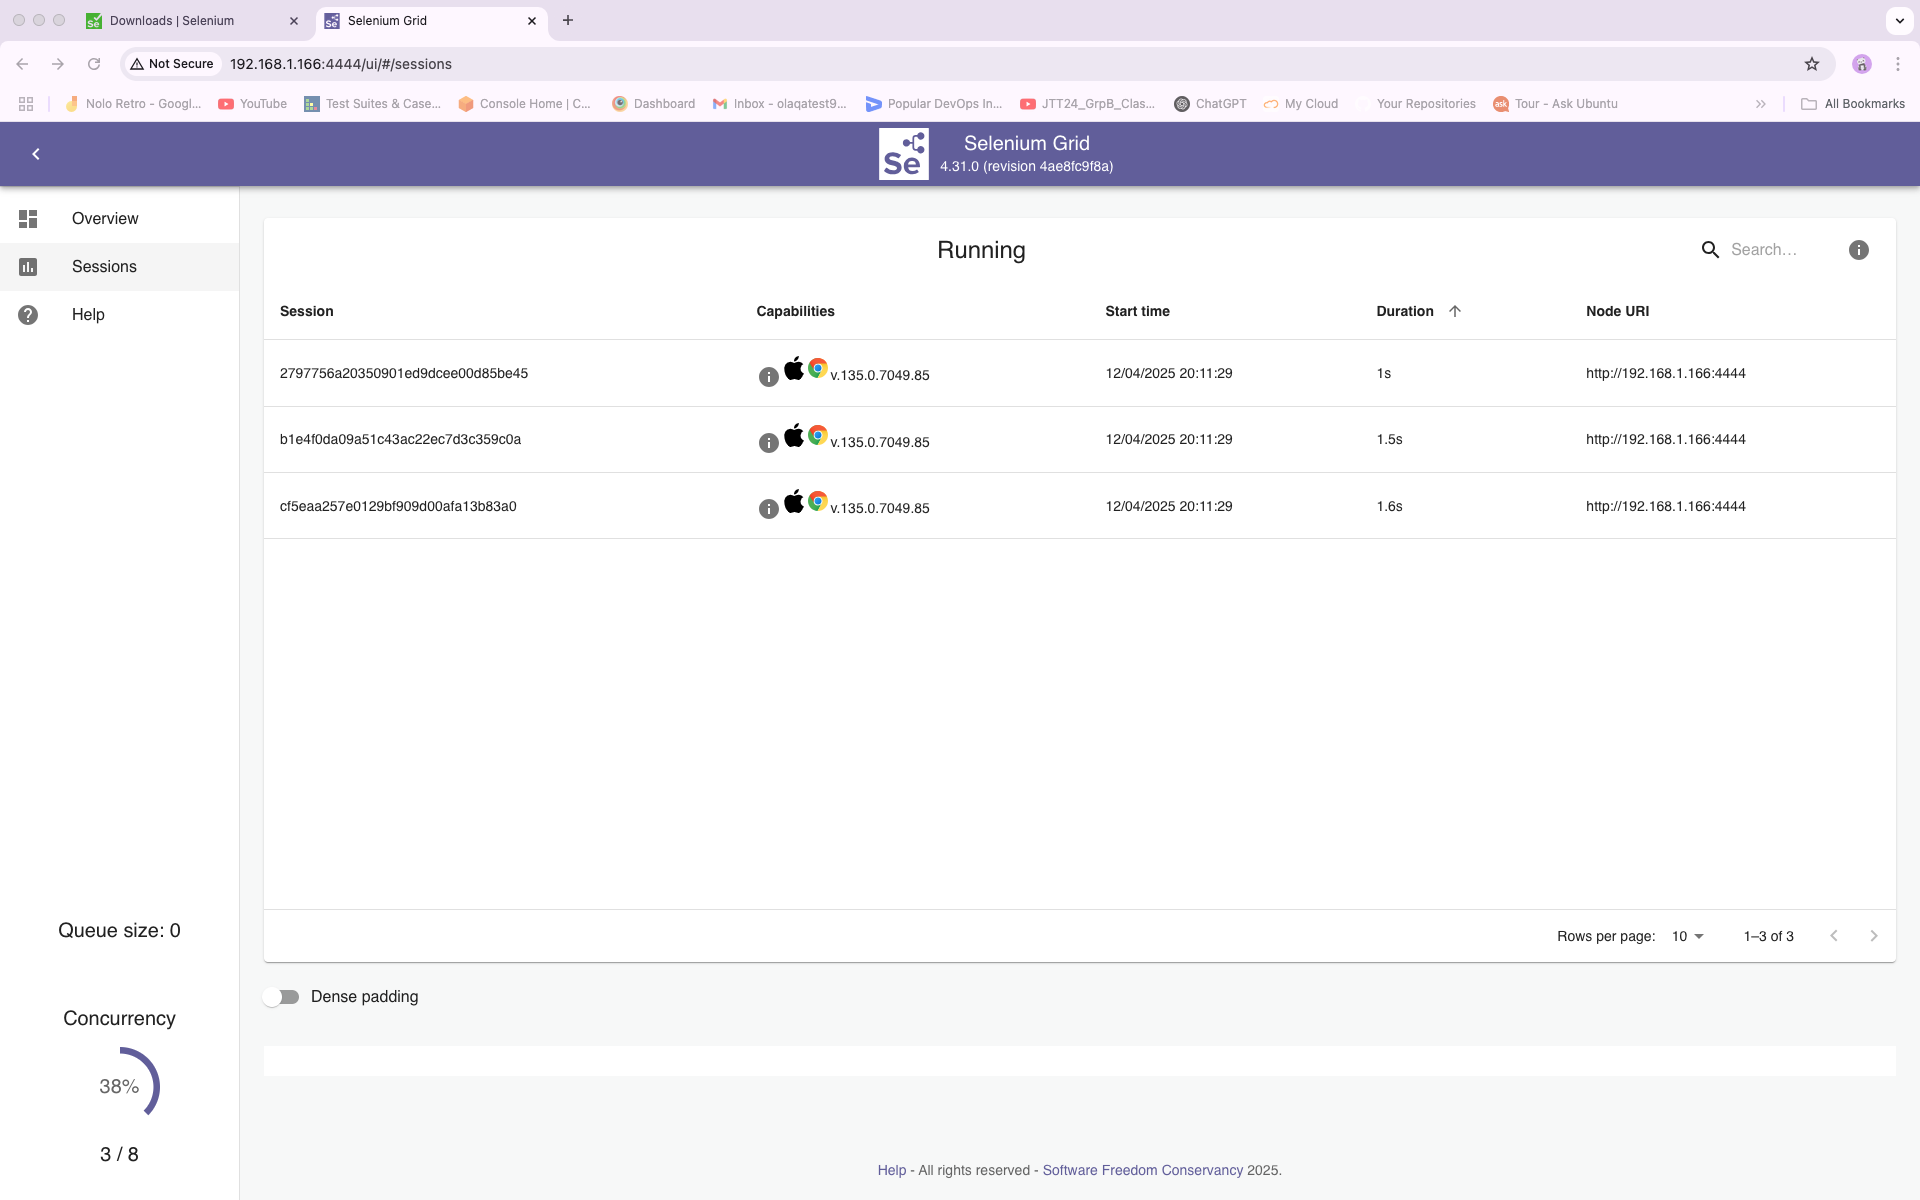 Downloads | Selenium
Selenium Grid
Not Secure
192.168.1.166:4444/ui/#/sessions
Nolo Retro - Googl...
YouTube
Test Suites & Case...
Console Home | C...
Dashboard
Inbox - olaqatest9...
Popular DevOps In...
JTT24_GrpB_Clas...
ChatGPT
My Cloud
Your Repositories
ask
Tour - Ask Ubuntu
All Bookmarks
Se
Selenium Grid
4.31.0 (revision 4ae8fc9f8a)
Overview
Sessions
Help
Running
Search…
Session Capabilities Start time Duration Node URI
2797756a20350901ed9dcee00d85be45 v.135.0.7049.85 12/04/2025 20:11:29 1s http://192.168.1.166:4444
b1e4f0da09a51c43ac22ec7d3c359c0a v.135.0.7049.85 12/04/2025 20:11:29 1.5s http://192.168.1.166:4444
cf5eaa257e0129bf909d00afa13b83a0 v.135.0.7049.85 12/04/2025 20:11:29 1.6s http://192.168.1.166:4444
Rows per page: 10 1–3 of 3
Dense padding
Queue size: 0
Concurrency
38%
3 / 8
Help - All rights reserved - Software Freedom Conservancy 2025.